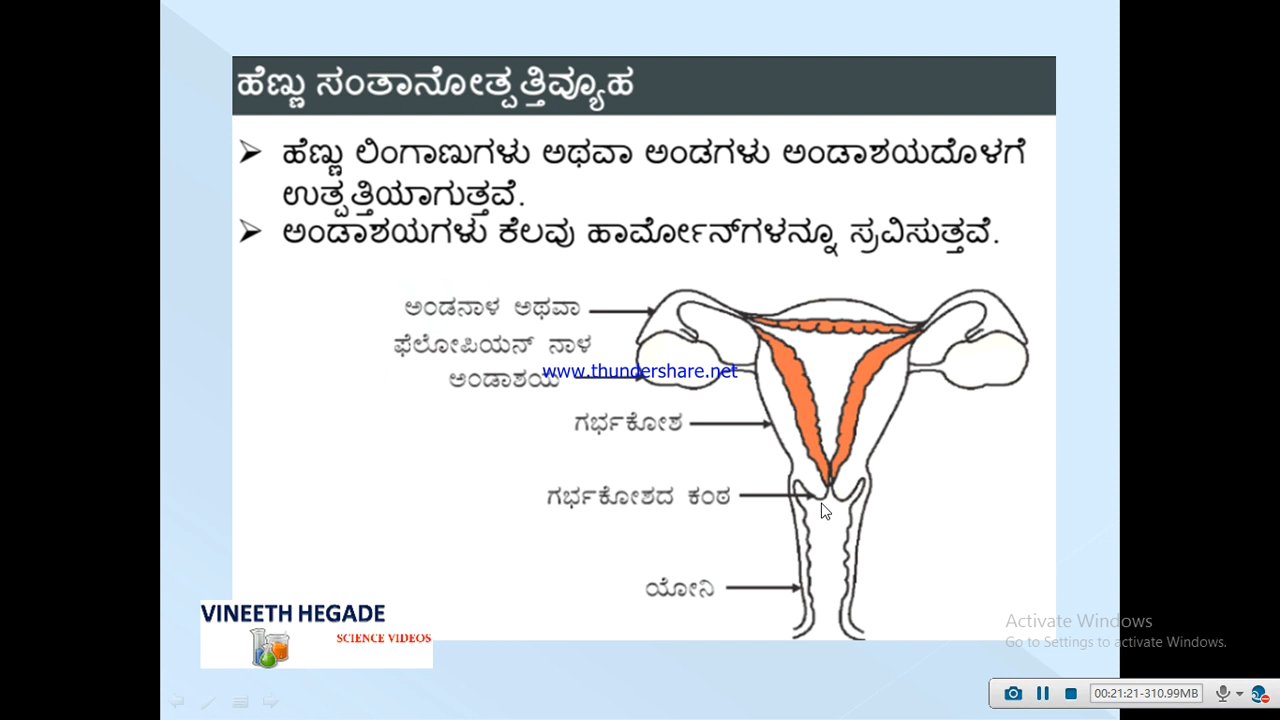 ಹೆಣ್ಣು ಸಂತಾನೋತ್ಪತ್ತಿವ್ಯೂಹ
➢ ಹೆಣ್ಣು ಲಿಂಗಾಣುಗಳು ಅಥವಾ ಅಂಡಗಳು ಅಂಡಾಶಯದೊಳಗೆ
ಉತ್ಪತ್ತಿಯಾಗುತ್ತವೆ.
➢ ಅಂಡಾಶಯಗಳು ಕೆಲವು ಹಾರ್ಮೋನ್‌ಗಳನ್ನೂ ಸ್ರವಿಸುತ್ತವೆ.
ಅಂಡನಾಳ ಅಥವಾ
ಫೆಲೋಪಿಯನ್ ನಾಳ
www.thundershare.net
ಅಂಡಾಶಯ
ಗರ್ಭಕೋಶ
ಗರ್ಭಕೋಶದ ಕಂಠ
ಯೋನಿ
VINEETH HEGADE
SCIENCE VIDEOS
Activate Windows
Go to Settings to activate Windows.
00:21:21-310.99MB